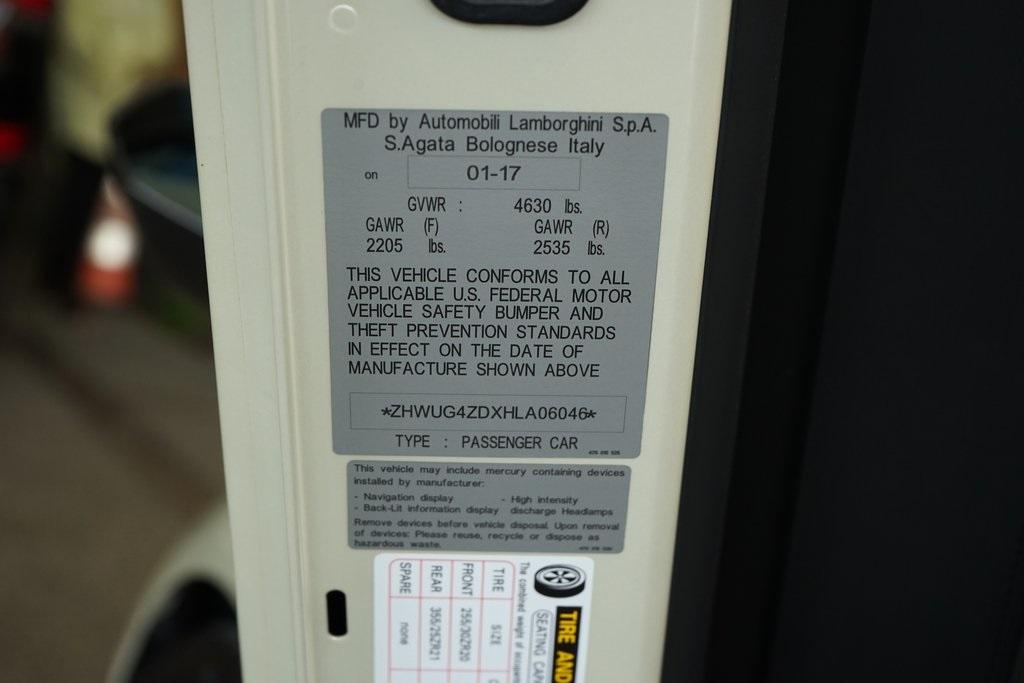 MFD by Automobili Lamborghini S.p.A.
S.Agata Bolognese Italy
on 01-17
GVWR : 4630 lbs.
GAWR (F) GAWR (R)
2205 lbs. 2535 lbs.
THIS VEHICLE CONFORMS TO ALL
APPLICABLE U.S. FEDERAL MOTOR
VEHICLE SAFETY BUMPER AND
THEFT PREVENTION STANDARDS
IN EFFECT ON THE DATE OF
MANUFACTURE SHOWN ABOVE
*ZHWUG4ZDXHLA06046*
TYPE : PASSENGER CAR
This vehicle may include mercury containing devices
installed by manufacturer:
- Navigation display - High intensity
- Back-Lit information display discharge Headlamps
Remove devices before vehicle disposal. Upon removal
of devices: Please reuse, recycle or dispose as
hazardous waste.
TIRE AND
SEATING
The combined weight of
TIRE SIZE
FRONT 255/30ZR20
REAR 355/25ZR21
SPARE none